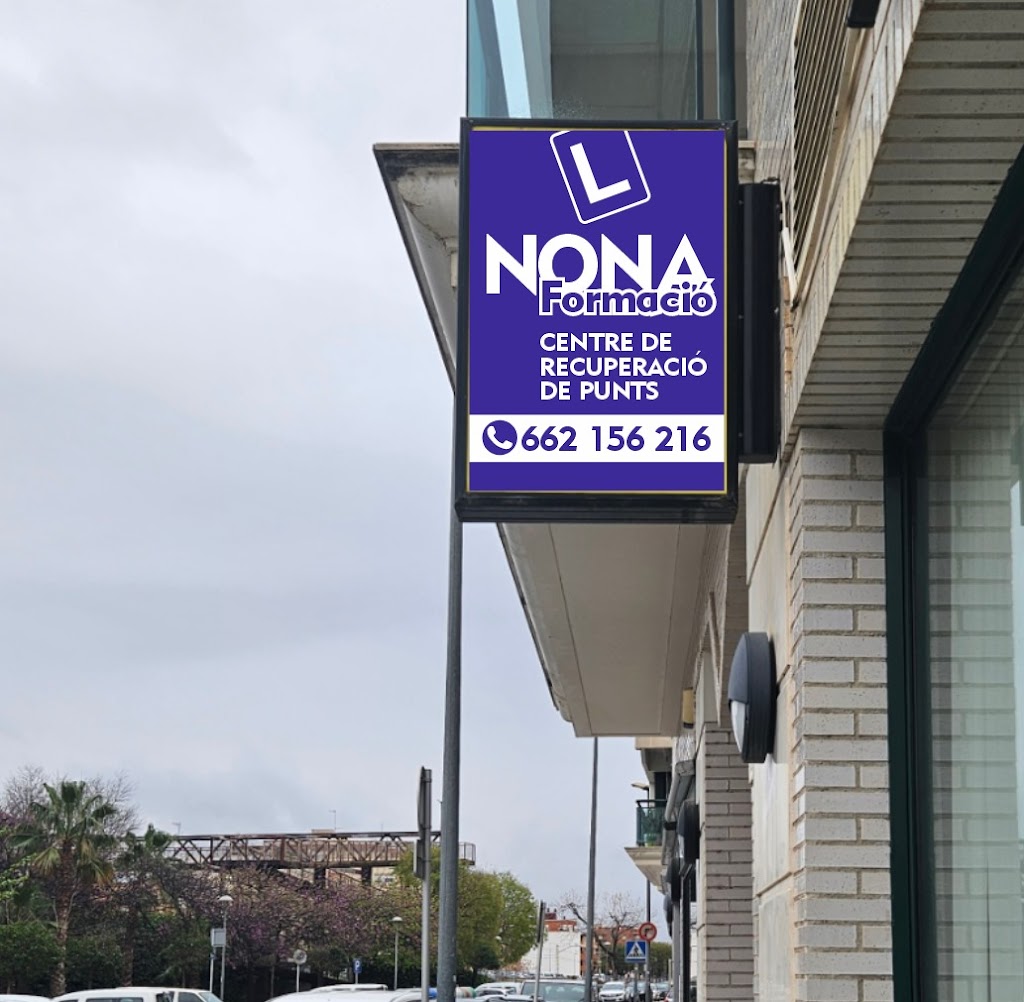 L
NONA
Formació
CENTRE DE
RECUPERACIÓ
DE PUNTS
662 156 216